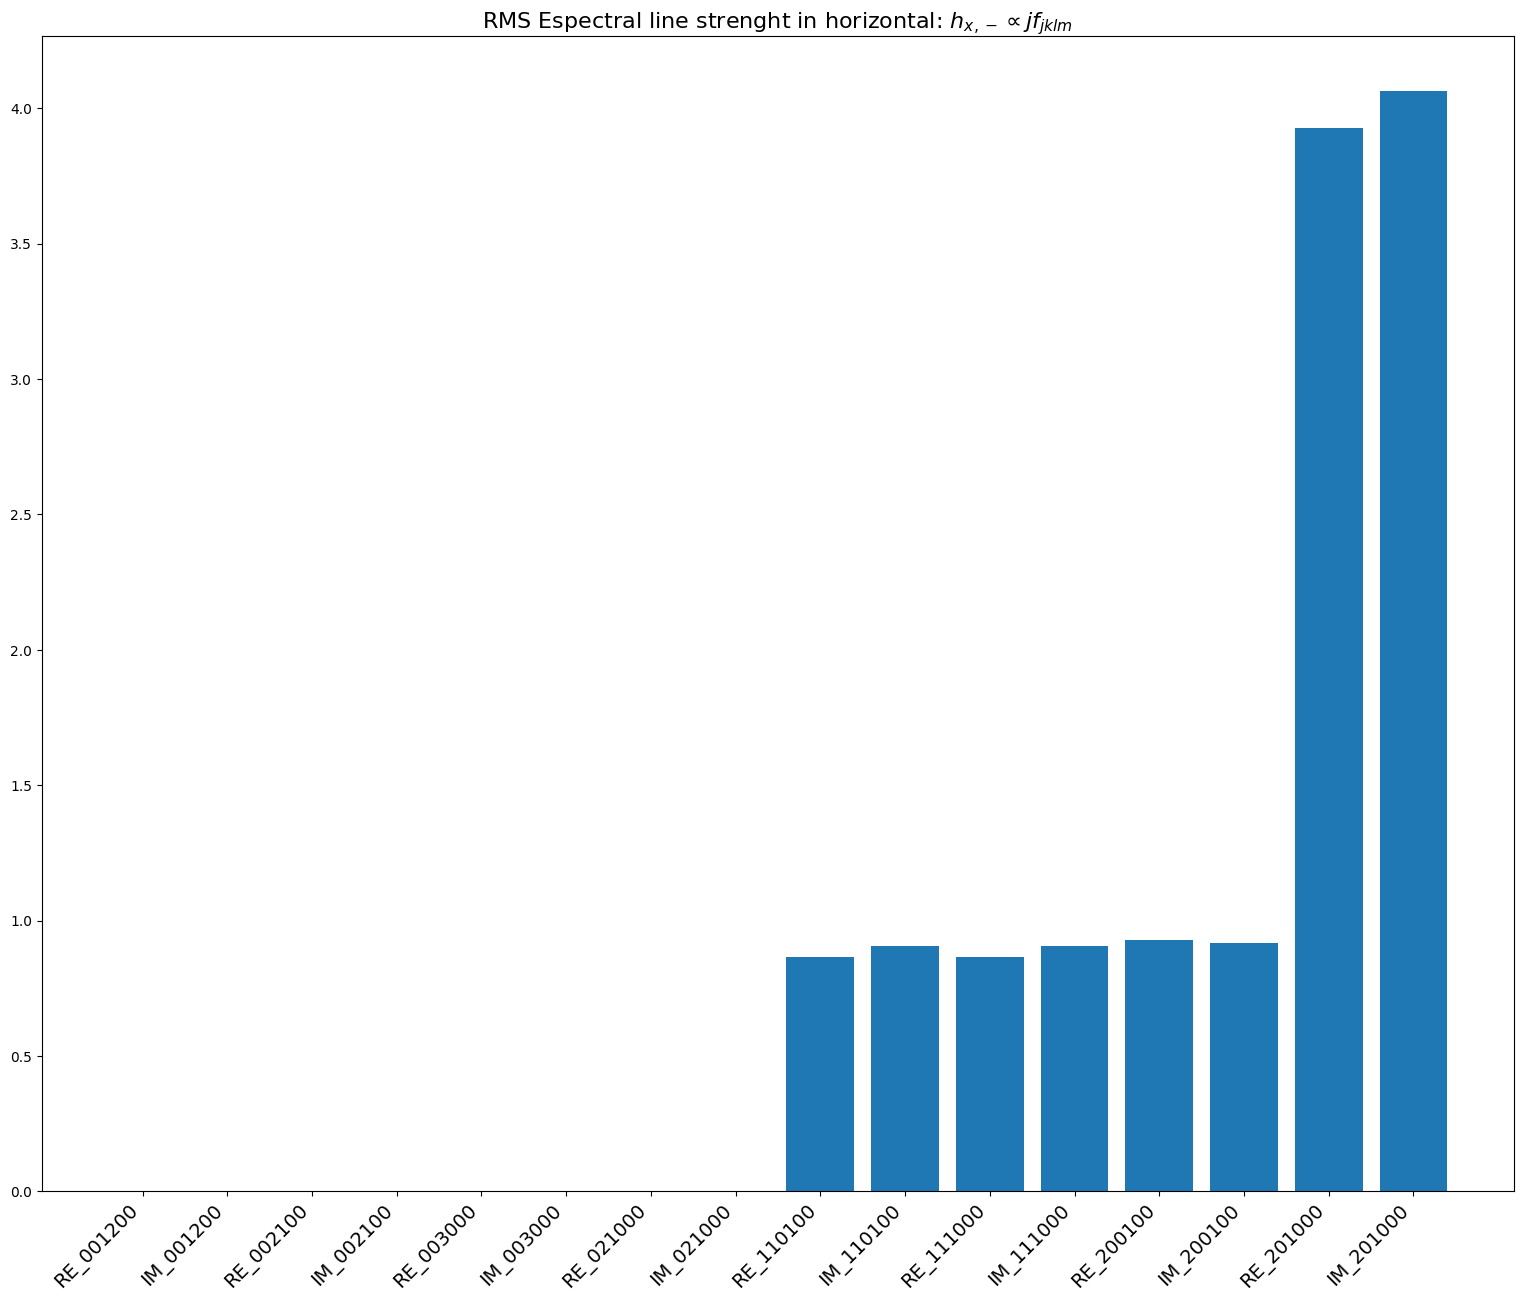 RMS Espectral line strenght in horizontal: $h_{x,-} \propto jf_{jklm}$
4.0
3.5
3.0
2.5
2.0
1.5
1.0
0.5
0.0
RE_001200
IM_001200
RE_002100
IM_002100
RE_003000
IM_003000
RE_021000
IM_021000
RE_110100
IM_110100
RE_111000
IM_111000
RE_200100
IM_200100
RE_201000
IM_201000